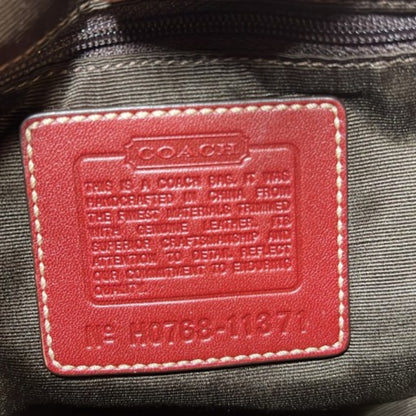 COACH
THIS IS A COACH BAG. IT WAS
HANDCRAFTED IN CHINA FROM
THE FINEST MATERIALS TRIMMED
WITH GENUINE LEATHER. ITS
SUPERIOR CRAFTSMANSHIP AND
ATTENTION TO DETAIL REFLECT
OUR COMMITMENT TO ENDURING
QUALITY.
Nº H0768-11371